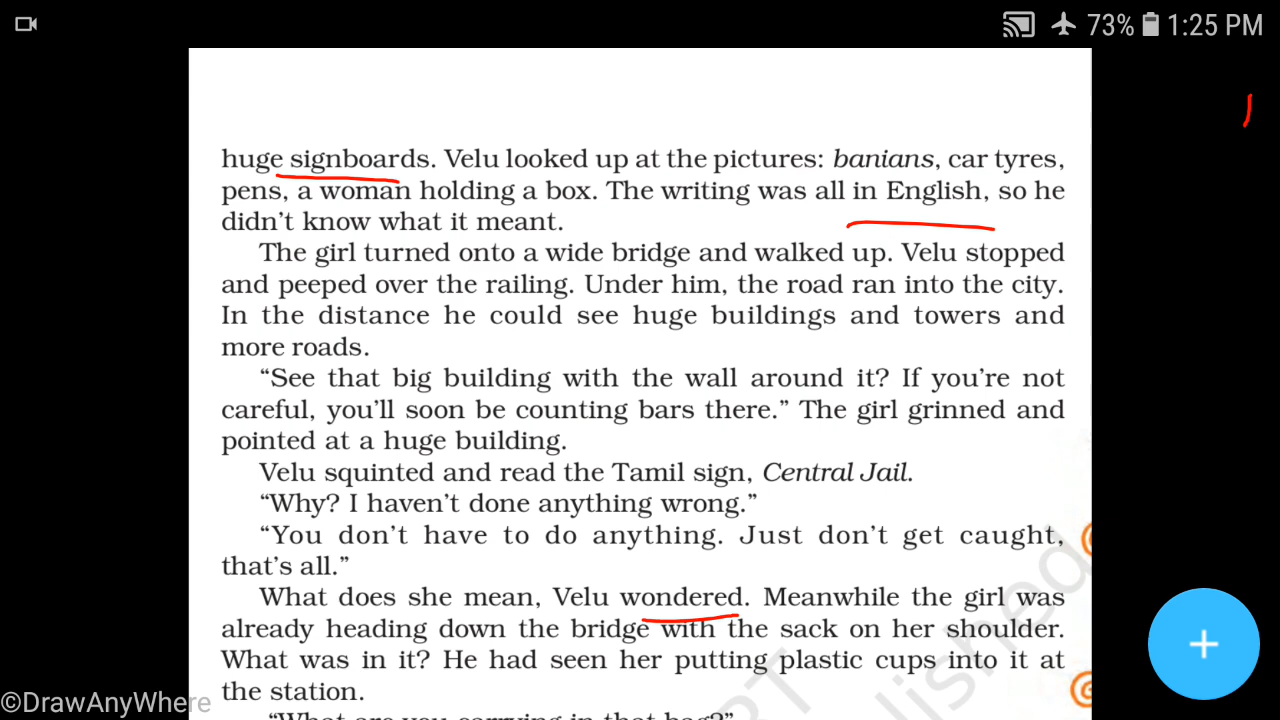 73% 1:25 PM
huge signboards. Velu looked up at the pictures: banians, car tyres,
pens, a woman holding a box. The writing was all in English, so he
didn’t know what it meant.
The girl turned onto a wide bridge and walked up. Velu stopped
and peeped over the railing. Under him, the road ran into the city.
In the distance he could see huge buildings and towers and
more roads.
“See that big building with the wall around it? If you’re not
careful, you’ll soon be counting bars there.” The girl grinned and
pointed at a huge building.
Velu squinted and read the Tamil sign, Central Jail.
“Why? I haven’t done anything wrong.”
“You don’t have to do anything. Just don’t get caught,
that’s all.”
What does she mean, Velu wondered. Meanwhile the girl was
already heading down the bridge with the sack on her shoulder.
What was in it? He had seen her putting plastic cups into it at
the station.
“What are you carrying in that bag?”
©DrawAnyWhere